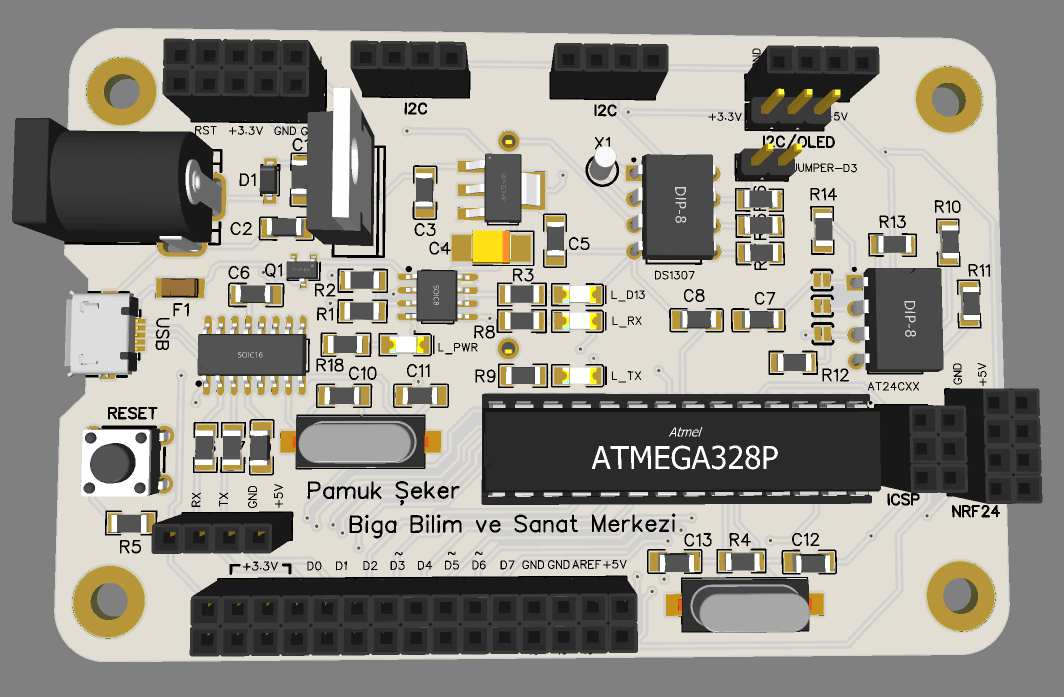 I2C
I2C
RST +3.3V GND G
+3.3V
+5V
I2C/OLED
JUMPER-D3
X1
D1
C2
C3
C4
C5
DIP-8
DS1307
R14
R13
R10
R11
F1
C6
Q1
R2
R1
SOIC8
R3
L_D13
R8
L_RX
C8
C7
DIP-8
USB
SOIC16
R18
L_PWR
R9
L_TX
R12
AT24CXX
GND
+5V
C10
C11
RESET
Atmel
ATMEGA328P
RX
TX
GND
+5V
Pamuk Şeker
Biga Bilim ve Sanat Merkezi
ICSP
NRF24
R5
C13
R4
C12
+3.3V D0 D1 D2 ~D3 D4 ~D5 ~D6 D7 GND GND AREF +5V